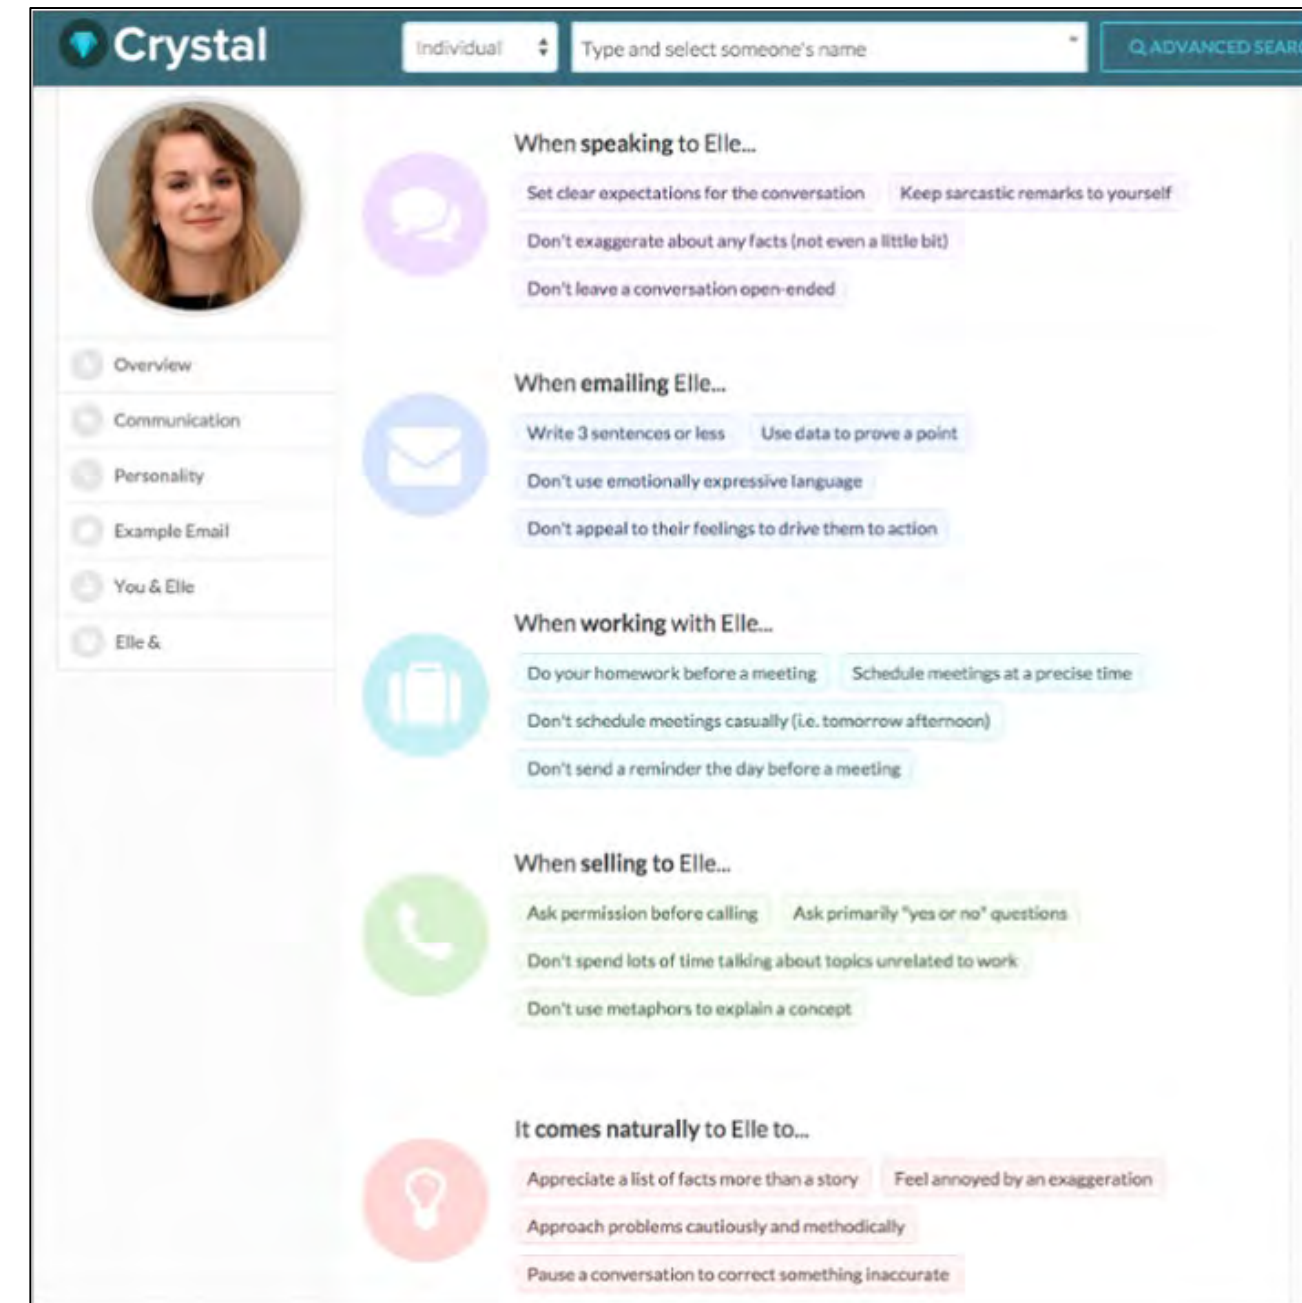 Crystal
Individual
Type and select someone's name
ADVANCED SEARC
When speaking to Elle...
Set clear expectations for the conversation Keep sarcastic remarks to yourself
Don't exaggerate about any facts (not even a little bit)
Don't leave a conversation open-ended
Overview
Communication
Personality
Example Email
You & Elle
Elle &
When emailing Elle...
Write 3 sentences or less Use data to prove a point
Don't use emotionally expressive language
Don't appeal to their feelings to drive them to action
When working with Elle...
Do your homework before a meeting Schedule meetings at a precise time
Don't schedule meetings casually (i.e. tomorrow afternoon)
Don't send a reminder the day before a meeting
When selling to Elle...
Ask permission before calling Ask primarily "yes or no" questions
Don't spend lots of time talking about topics unrelated to work
Don't use metaphors to explain a concept
It comes naturally to Elle to...
Appreciate a list of facts more than a story Feel annoyed by an exaggeration
Approach problems cautiously and methodically
Pause a conversation to correct something inaccurate